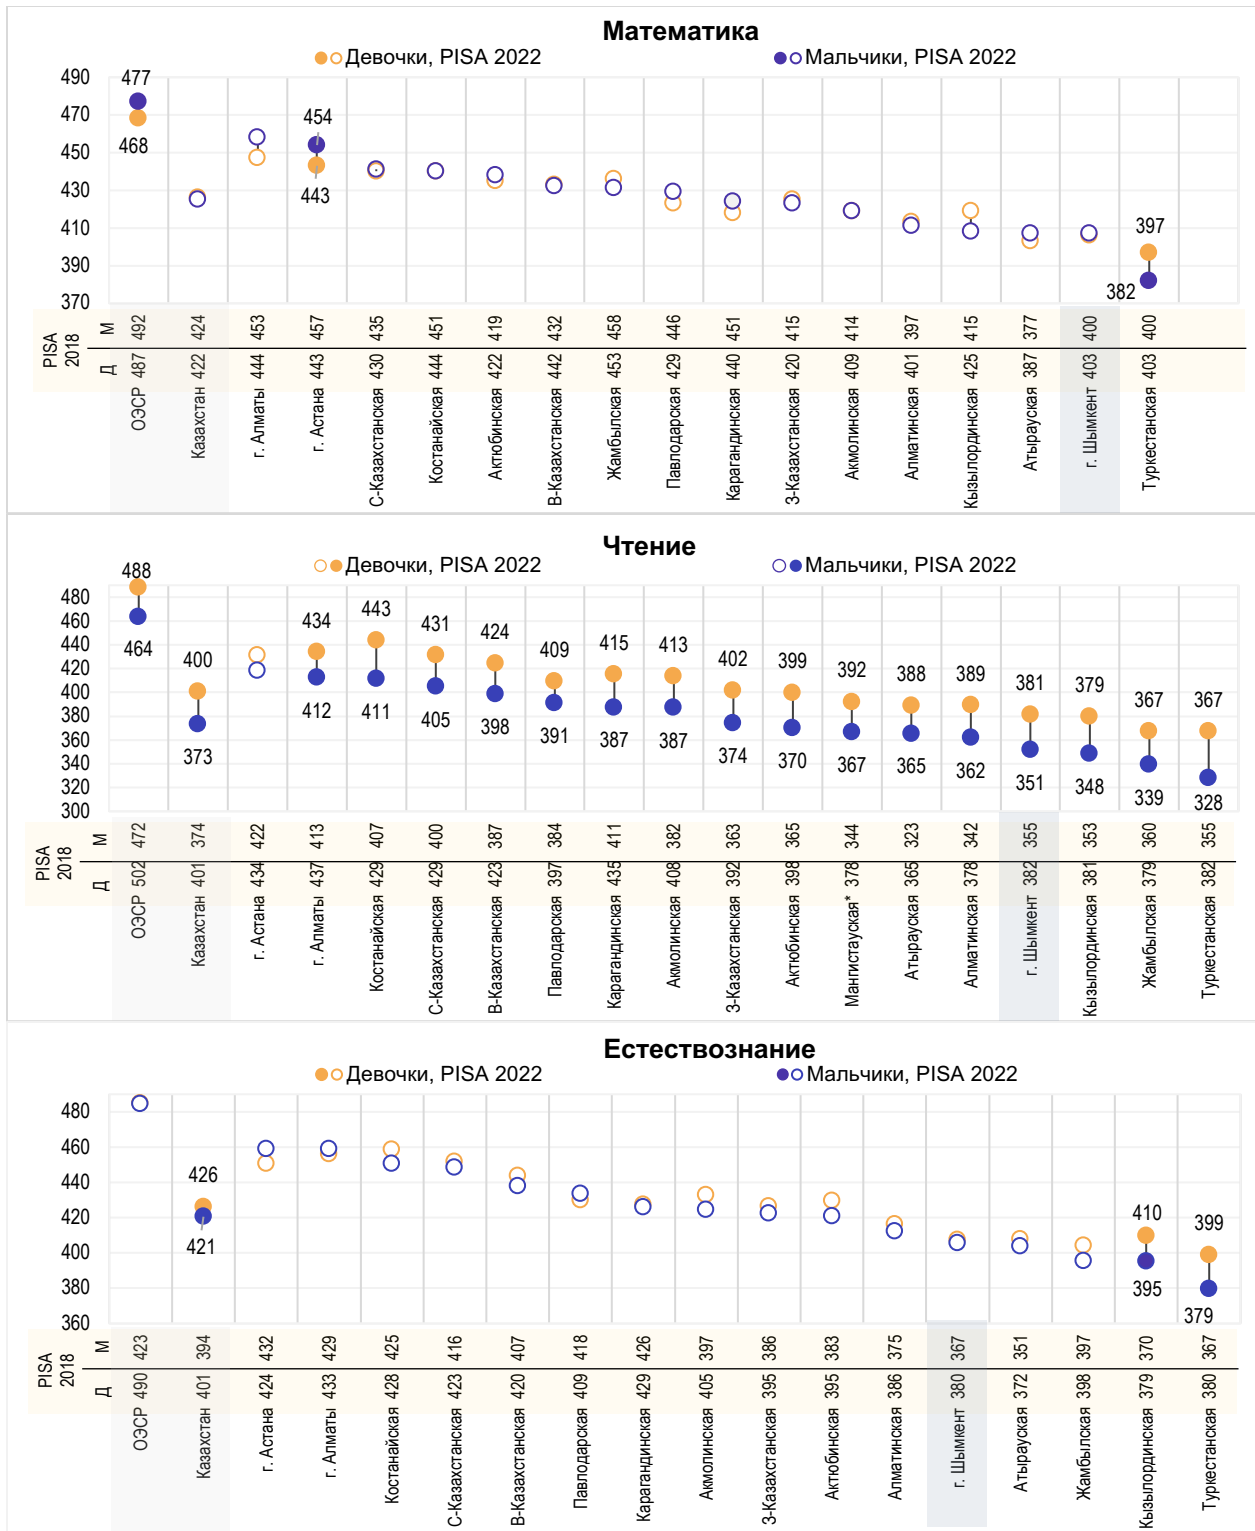 Математика
Девочки, PISA 2022 Мальчики, PISA 2022
490
470
450
430
410
390
370
477
468
454
443
397
382
PISA 2018
М 492 424 453 457 435 451 419 432 458 446 451 415 414 397 415 377 400 400
Д 487 422 444 443 430 444 422 442 453 429 440 420 409 401 425 387 403 403
ОЭСР
Казахстан
г. Алматы
г. Астана
С-Казахстанская
Костанайская
Актюбинская
В-Казахстанская
Жамбылская
Павлодарская
Карагандинская
З-Казахстанская
Акмолинская
Алматинская
Кызылординская
Атырауская
г. Шымкент
Туркестанская
Чтение
Девочки, PISA 2022 Мальчики, PISA 2022
480
460
440
420
400
380
360
340
320
300
488 400 434 443 431 424 409 415 413 402 399 392 388 389 381 379 367 367
464 373 412 411 405 398 391 387 387 374 370 367 365 362 351 348 339 328
PISA 2018
М 472 374 422 413 407 400 387 384 411 382 363 365 344 323 342 355 353 360 355
Д 502 401 434 437 429 429 423 397 435 408 392 398 378 365 378 382 381 379 382
ОЭСР
Казахстан
г. Астана
г. Алматы
Костанайская
С-Казахстанская
В-Казахстанская
Павлодарская
Карагандинская
Акмолинская
З-Казахстанская
Актюбинская
Мангистауская*
Атырауская
Алматинская
г. Шымкент
Кызылординская
Жамбылская
Туркестанская
Естествознание
Девочки, PISA 2022 Мальчики, PISA 2022
480
460
440
420
400
380
360
426
421
410
395
399
379
PISA 2018
М 423 394 432 429 425 416 407 418 426 397 386 383 375 367 351 397 370 367
Д 490 401 424 433 428 423 420 409 429 405 395 395 386 380 372 398 379 380
ОЭСР
Казахстан
г. Астана
г. Алматы
Костанайская
С-Казахстанская
В-Казахстанская
Павлодарская
Карагандинская
Акмолинская
З-Казахстанская
Актюбинская
Алматинская
г. Шымкент
Атырауская
Жамбылская
Кызылординская
Туркестанская